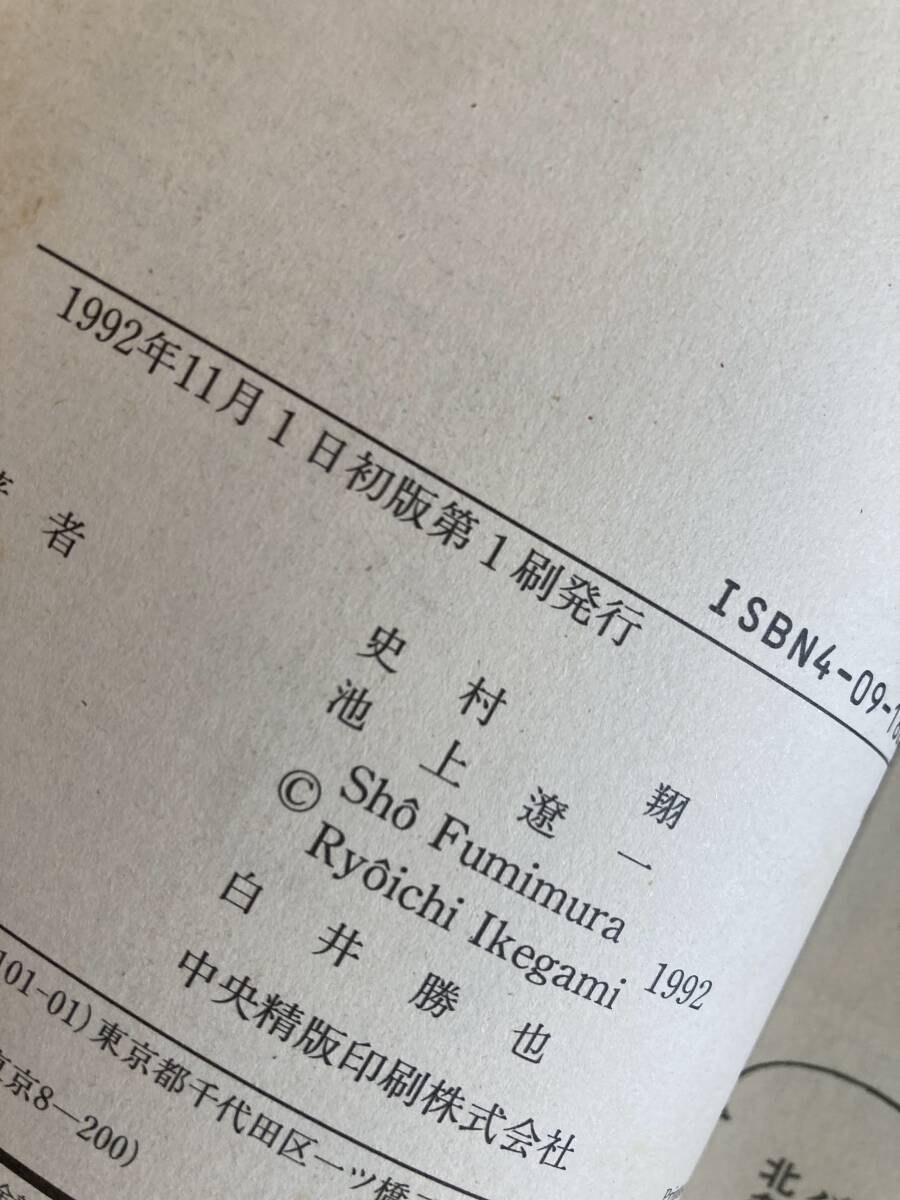 ISBN4-09-18
1992年11月1日初版第1刷発行
著者
史村翔
池上遼一
© Shô Fumimura
Ryôichi Ikegami 1992
白井勝也
中央精版印刷株式会社
101-01)東京都千代田区一ツ橋
東京8—200)
北